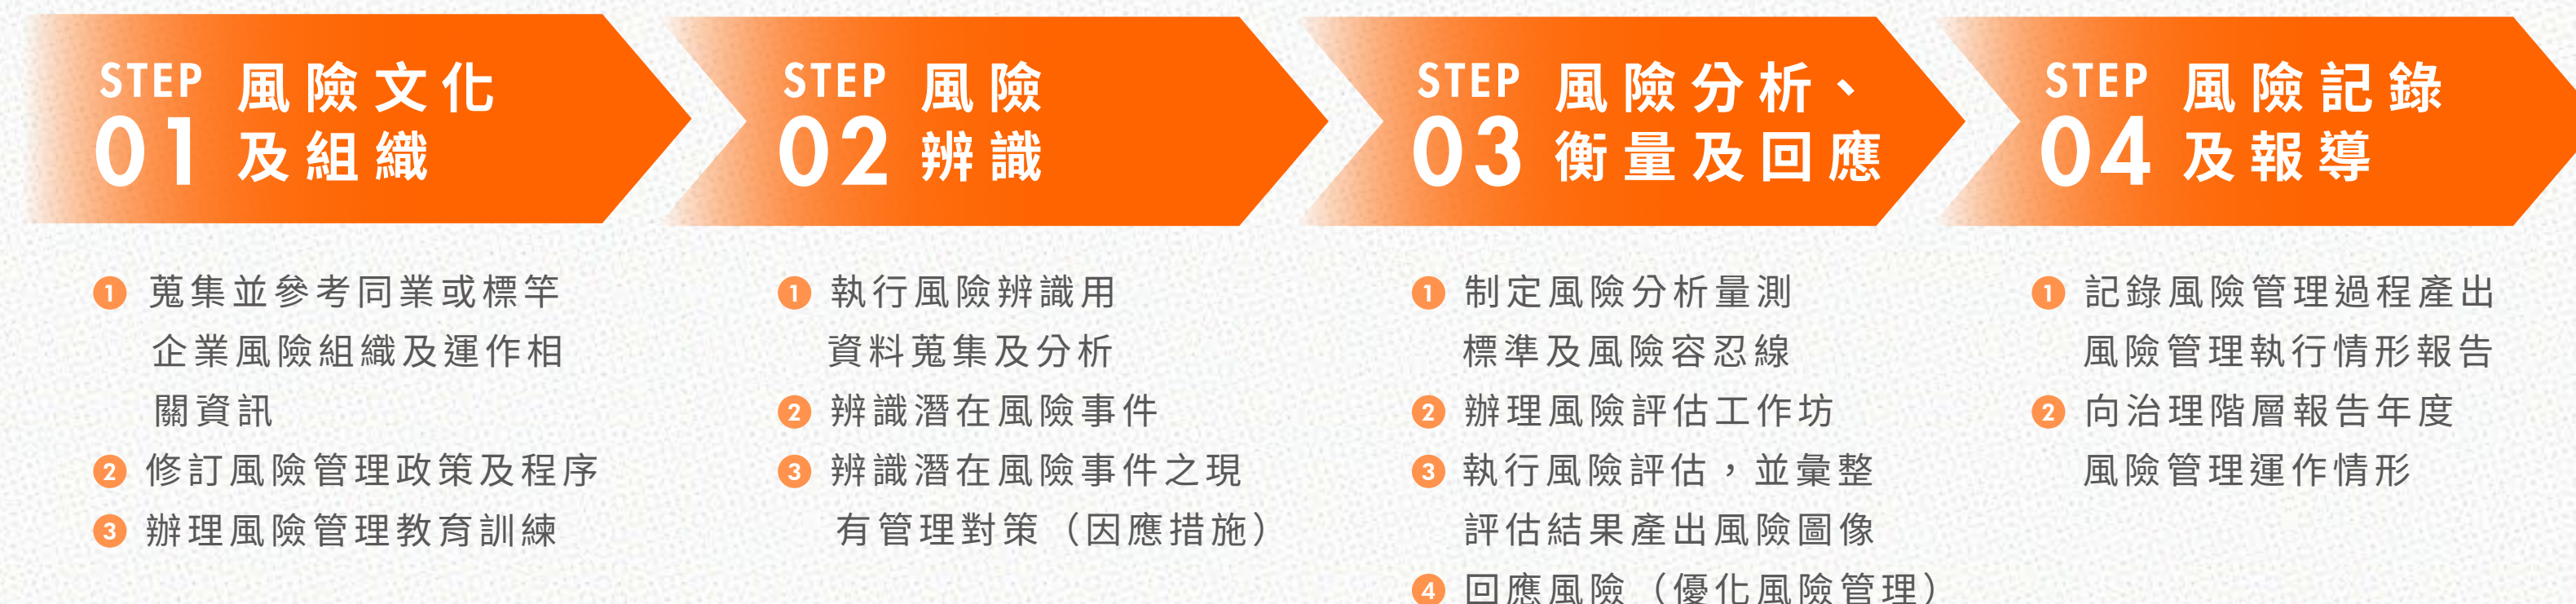 STEP 01
風險文化
及組織
1 蒐集並參考同業或標竿
企業風險組織及運作相
關資訊
2 修訂風險管理政策及程序
3 辦理風險管理教育訓練
STEP 02
風險
辨識
1 執行風險辨識用
資料蒐集及分析
2 辨識潛在風險事件
3 辨識潛在風險事件之現
有管理對策（因應措施）
STEP 03
風險分析、
衡量及回應
1 制定風險分析量測
標準及風險容忍線
2 辦理風險評估工作坊
3 執行風險評估，並彙整
評估結果產出風險圖像
4 回應風險（優化風險管理）
STEP 04
風險記錄
及報導
1 記錄風險管理過程產出
風險管理執行情形報告
2 向治理階層報告年度
風險管理運作情形